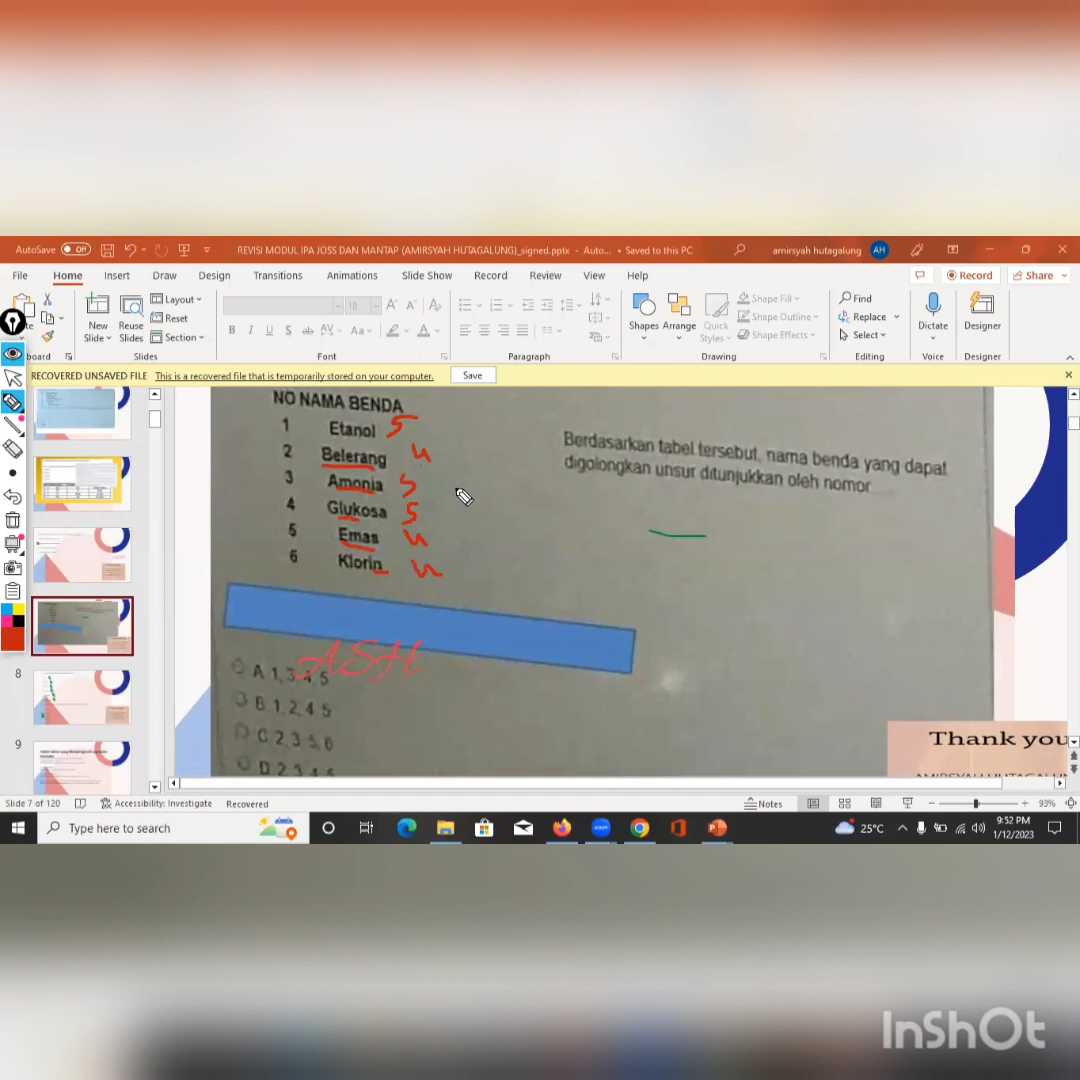 AutoSave Off REVISI MODUL IPA JOSS DAN MANTAP (AMIRSYAH HUTAGALUNG)_signed.pptx - Auto... • Saved to this PC amirsyah hutagalung AH
File Home Insert Draw Design Transitions Animations Slide Show Record Review View Help Record Share
New Slide Reuse Slides Layout Reset Section
18
Shapes Arrange Quick Styles Shape Fill Shape Outline Shape Effects
Find Replace Select Dictate Designer
Slides Font Paragraph Drawing Editing Voice Designer
RECOVERED UNSAVED FILE This is a recovered file that is temporarily stored on your computer. Save
NO NAMA BENDA
1 Etanol S
2 Belerang u
3 Amonia S
4 Glukosa S
5 Emas u
6 Klorin u
Berdasarkan tabel tersebut, nama benda yang dapat
digolongkan unsur ditunjukkan oleh nomor
ASH
A 1, 3, 4, 5
B 1, 2, 4, 5
C 2, 3, 5, 6
Thank you
8
9
Slide 7 of 120 Accessibility: Investigate Recovered Notes 93%
Type here to search 25°C 9:52 PM
1/12/2023
InShOt